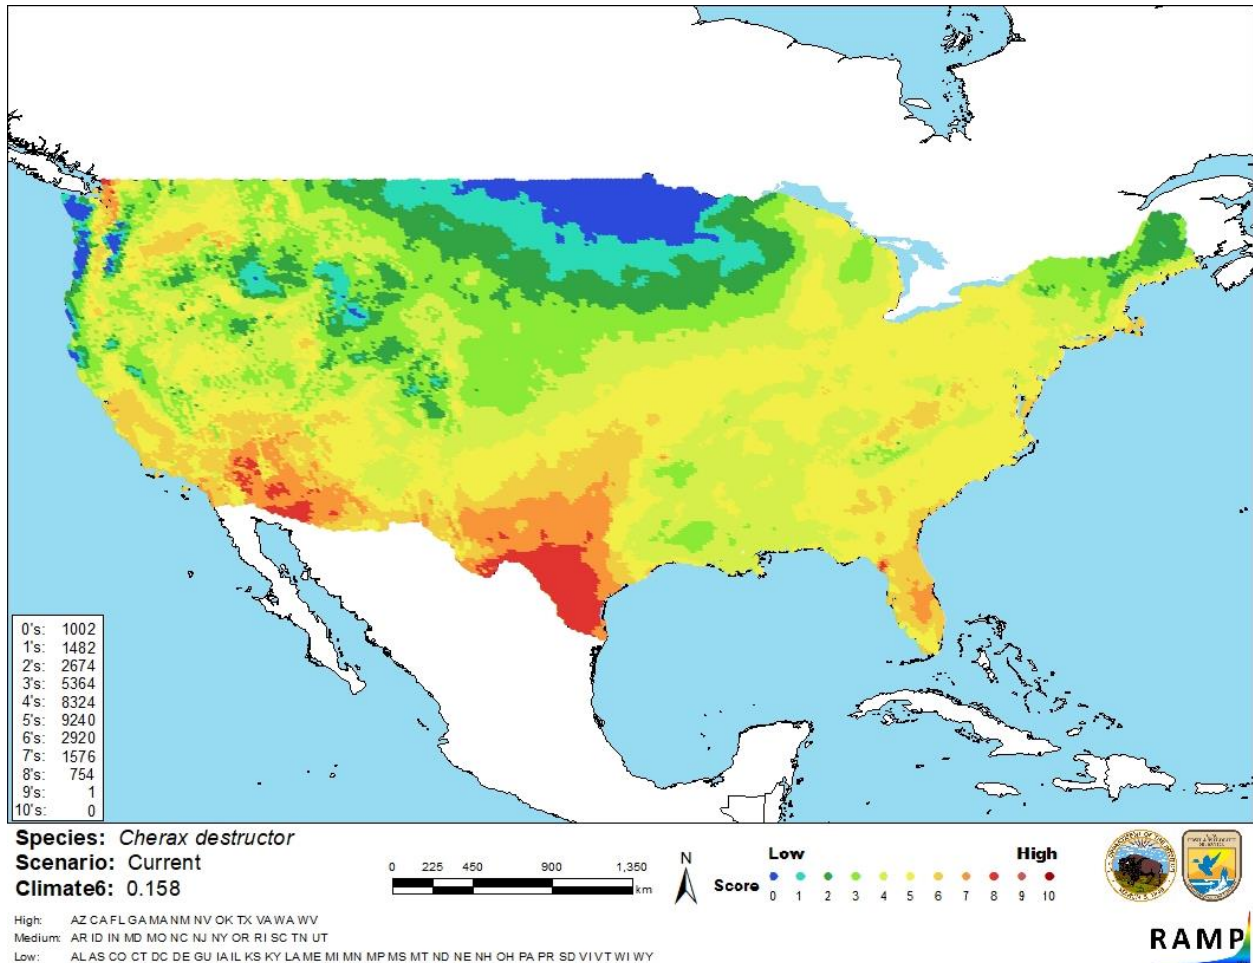 0's: 1002
1's: 1482
2's: 2674
3's: 5364
4's: 8324
5's: 9240
6's: 2920
7's: 1576
8's: 754
9's: 1
10's: 0
Species: Cherax destructor
Scenario: Current
Climate6: 0.158
0 225 450 900 1,350
km
N
Low High
Score
0 1 2 3 4 5 6 7 8 9 10
High: AZ CA FL GA MA NM NV OK TX VA WA WV
Medium: AR ID IN MD MO NC NJ NY OR RI SC TN UT
Low: AL AS CO CT DC DE GU IA IL KS KY LA ME MI MN MP MS MT ND NE NH OH PA PR SD VI VT WI WY
RAMP